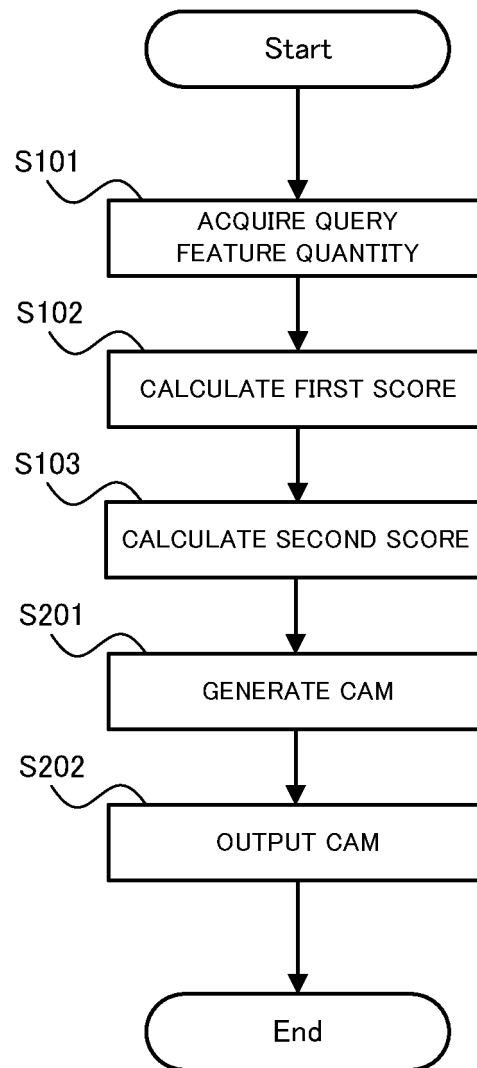 Start
S101
ACQUIRE QUERY
FEATURE QUANTITY
S102
CALCULATE FIRST SCORE
S103
CALCULATE SECOND SCORE
S201
GENERATE CAM
S202
OUTPUT CAM
End